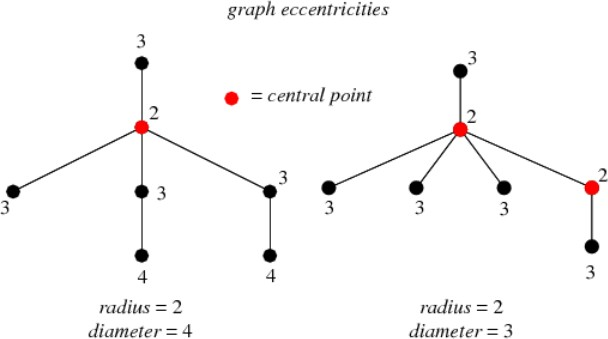 graph eccentricities
3
2
= central point
3
3
3
4
4
radius = 2
diameter = 4
3
2
3
3
3
2
3
radius = 2
diameter = 3